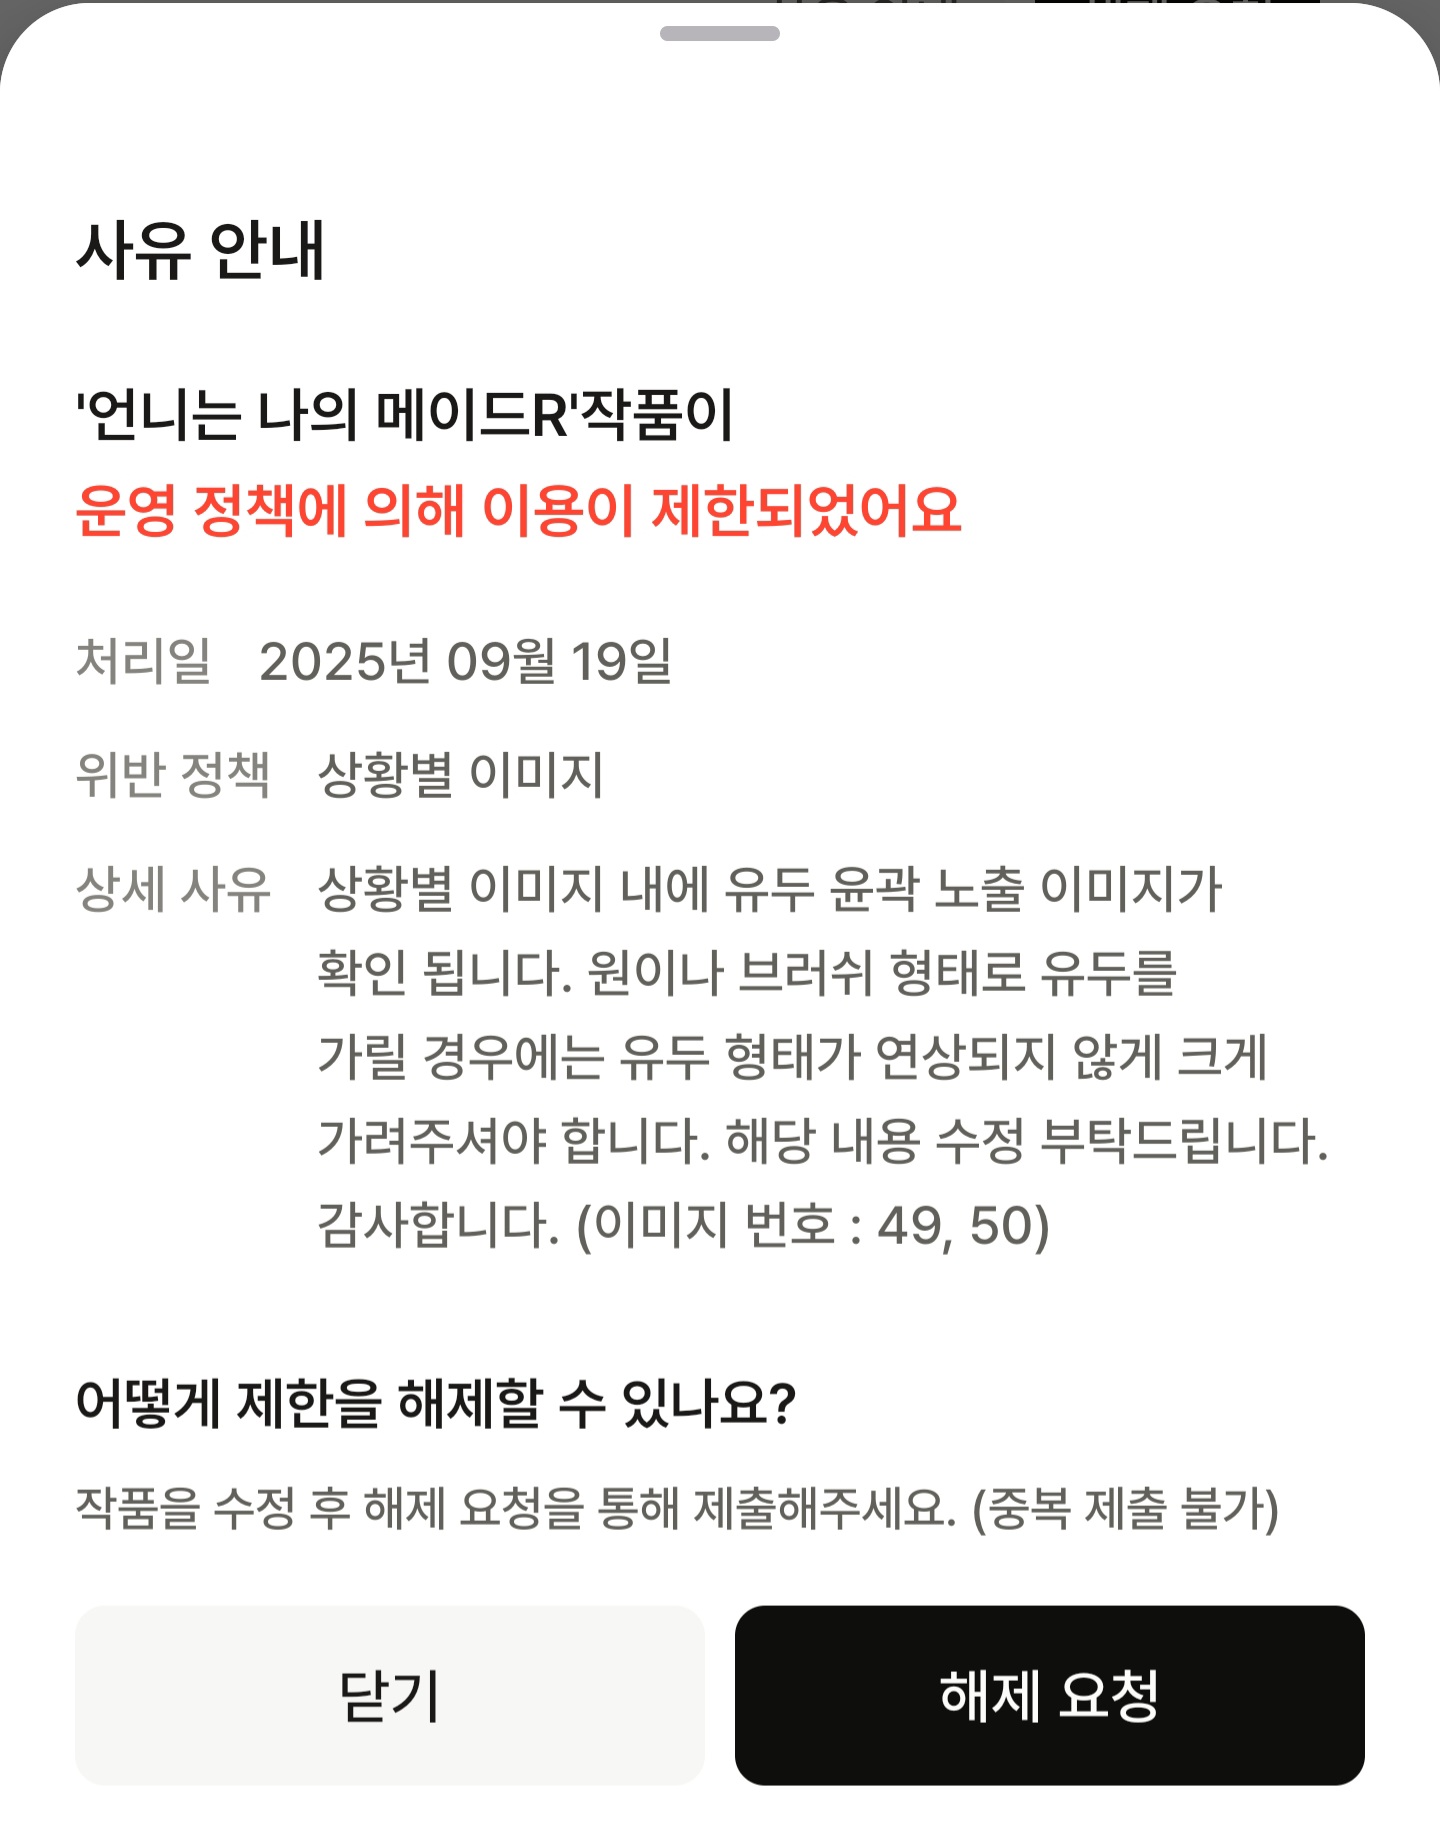 사유 안내
'언니는 나의 메이드R'작품이
운영 정책에 의해 이용이 제한되었어요
처리일 2025년 09월 19일
위반 정책 상황별 이미지
상세 사유 상황별 이미지 내에 유두 윤곽 노출 이미지가
확인 됩니다. 원이나 브러쉬 형태로 유두를
가릴 경우에는 유두 형태가 연상되지 않게 크게
가려주셔야 합니다. 해당 내용 수정 부탁드립니다.
감사합니다. (이미지 번호 : 49, 50)
어떻게 제한을 해제할 수 있나요?
작품을 수정 후 해제 요청을 통해 제출해주세요. (중복 제출 불가)
닫기
해제 요청